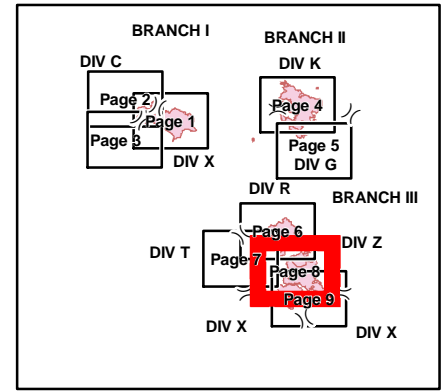 BRANCH I
BRANCH II
DIV C
DIV K
Page 2
Page 4
Page 1
Page 3
Page 5
DIV X
DIV G
DIV R
BRANCH III
Page 6
DIV T
DIV Z
Page 7
Page 8
Page 9
DIV X
DIV X